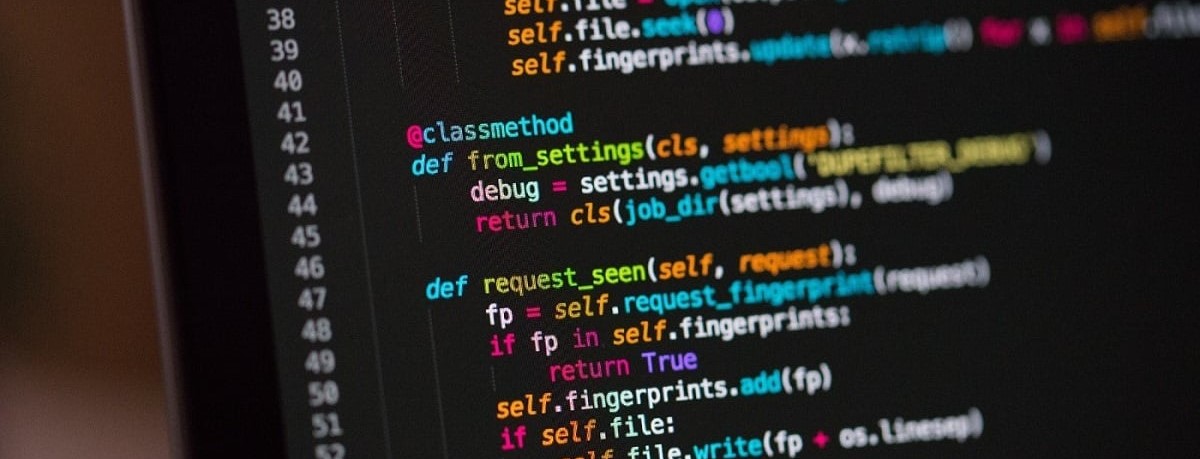 38 self.file = open(
39 self.file.seek(0)
40 self.fingerprints.update(x.rstrip() for x in self.file
41
42 @classmethod
43 def from_settings(cls, settings):
44 debug = settings.getbool('DUPEFILTER_DEBUG')
45 return cls(job_dir(settings), debug)
46
47 def request_seen(self, request):
48 fp = self.request_fingerprint(request)
49 if fp in self.fingerprints:
50 return True
51 self.fingerprints.add(fp)
52 if self.file:
self.file.write(fp + os.linesep)